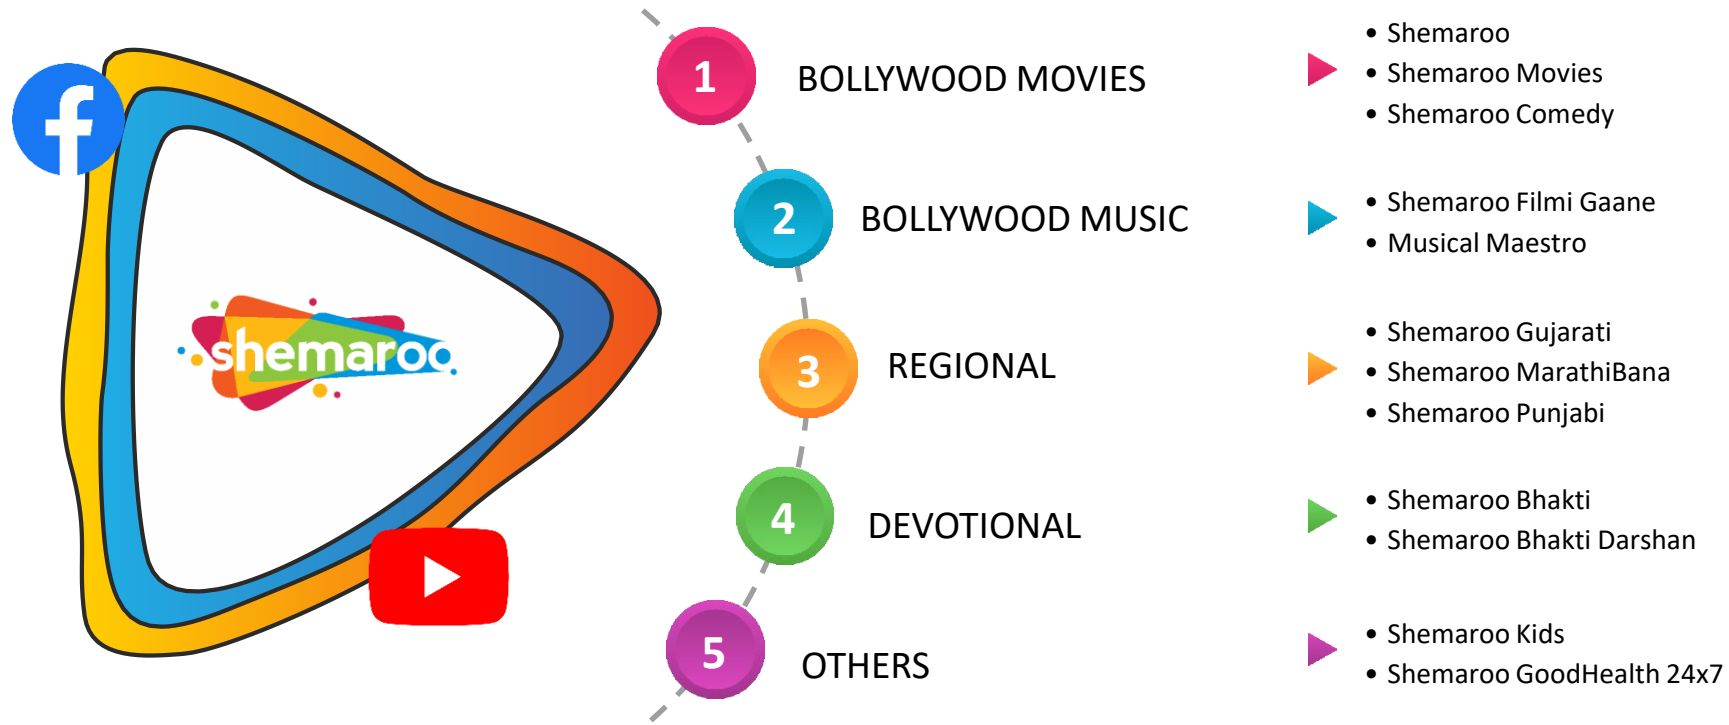 shemaroo
1
BOLLYWOOD MOVIES
• Shemaroo
• Shemaroo Movies
• Shemaroo Comedy
2
BOLLYWOOD MUSIC
• Shemaroo Filmi Gaane
• Musical Maestro
3
REGIONAL
• Shemaroo Gujarati
• Shemaroo MarathiBana
• Shemaroo Punjabi
4
DEVOTIONAL
• Shemaroo Bhakti
• Shemaroo Bhakti Darshan
5
OTHERS
• Shemaroo Kids
• Shemaroo GoodHealth 24x7